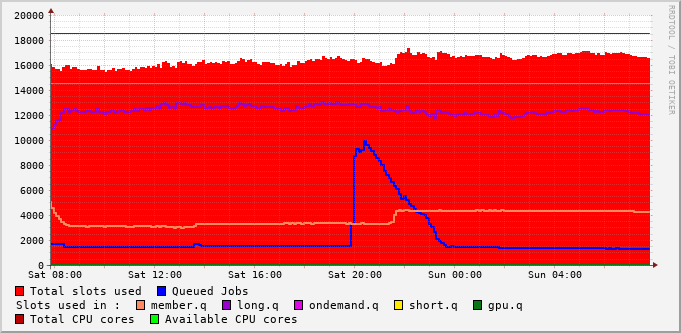 20000
18000
16000
14000
12000
10000
8000
6000
4000
2000
0
Sat 08:00 Sat 12:00 Sat 16:00 Sat 20:00 Sun 00:00 Sun 04:00
Total slots used Queued Jobs
Slots used in : member.q long.q ondemand.q short.q gpu.q
Total CPU cores Available CPU cores
RRDTOOL / TOBI OETIKER